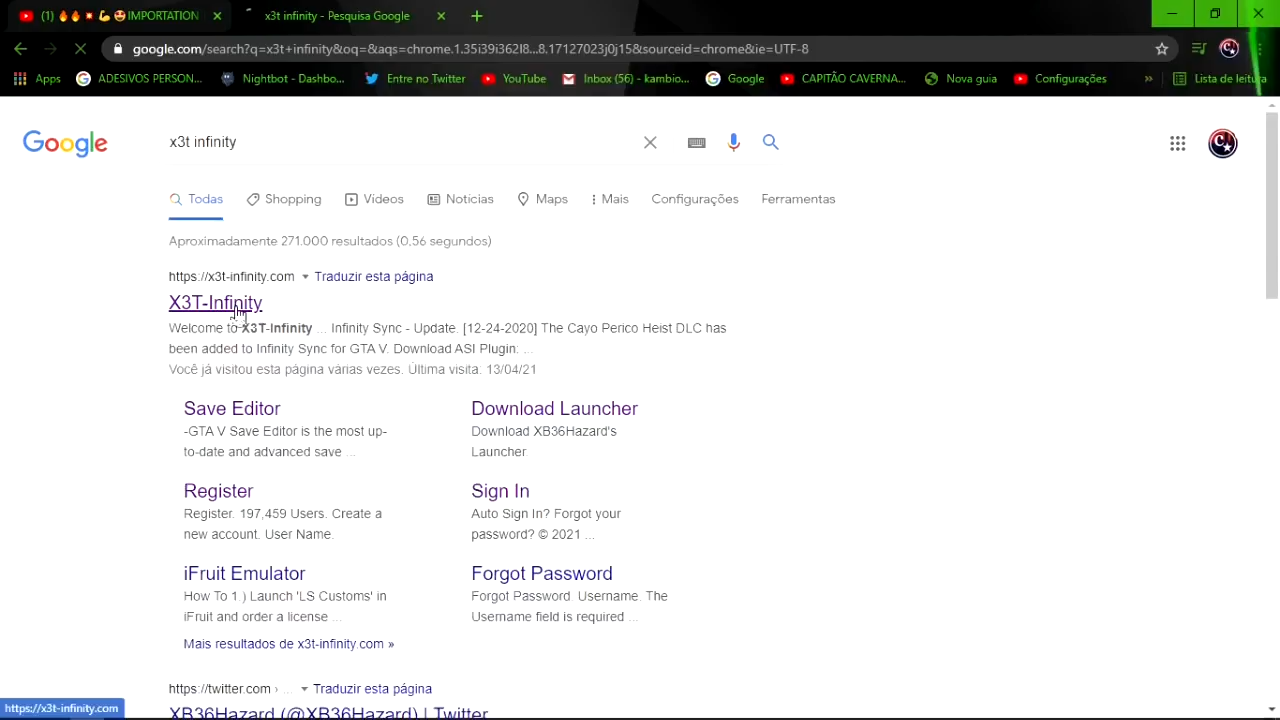 (1) 🔥🔥💥💪😍IMPORTATION
x3t infinity - Pesquisa Google
google.com/search?q=x3t+infinity&oq=&aqs=chrome.1.35i39i362l8...8.17127023j0j15&sourceid=chrome&ie=UTF-8
Apps ADESIVOS PERSON... Nightbot - Dashbo... Entre no Twitter YouTube Inbox (56) - kambio... Google CAPITÃO CAVERNA... Nova guia Configurações » Lista de leitura
Google
x3t infinity
Todas Shopping Vídeos Notícias Maps Mais Configurações Ferramentas
Aproximadamente 271.000 resultados (0,56 segundos)
https://x3t-infinity.com Traduzir esta página
X3T-Infinity
Welcome to X3T-Infinity ... Infinity Sync - Update. [12-24-2020] The Cayo Perico Heist DLC has
been added to Infinity Sync for GTA V. Download ASI Plugin: ...
Você já visitou esta página várias vezes. Última visita: 13/04/21
Save Editor
-GTA V Save Editor is the most up-
to-date and advanced save ...
Download Launcher
Download XB36Hazard's
Launcher.
Register
Register. 197,459 Users. Create a
new account. User Name.
Sign In
Auto Sign In? Forgot your
password? © 2021 ...
iFruit Emulator
How To 1.) Launch 'LS Customs' in
iFruit and order a license ...
Forgot Password
Forgot Password. Username. The
Username field is required ...
Mais resultados de x3t-infinity.com »
https://twitter.com › ... Traduzir esta página
XB36Hazard (@XB36Hazard) | Twitter
https://x3t-infinity.com